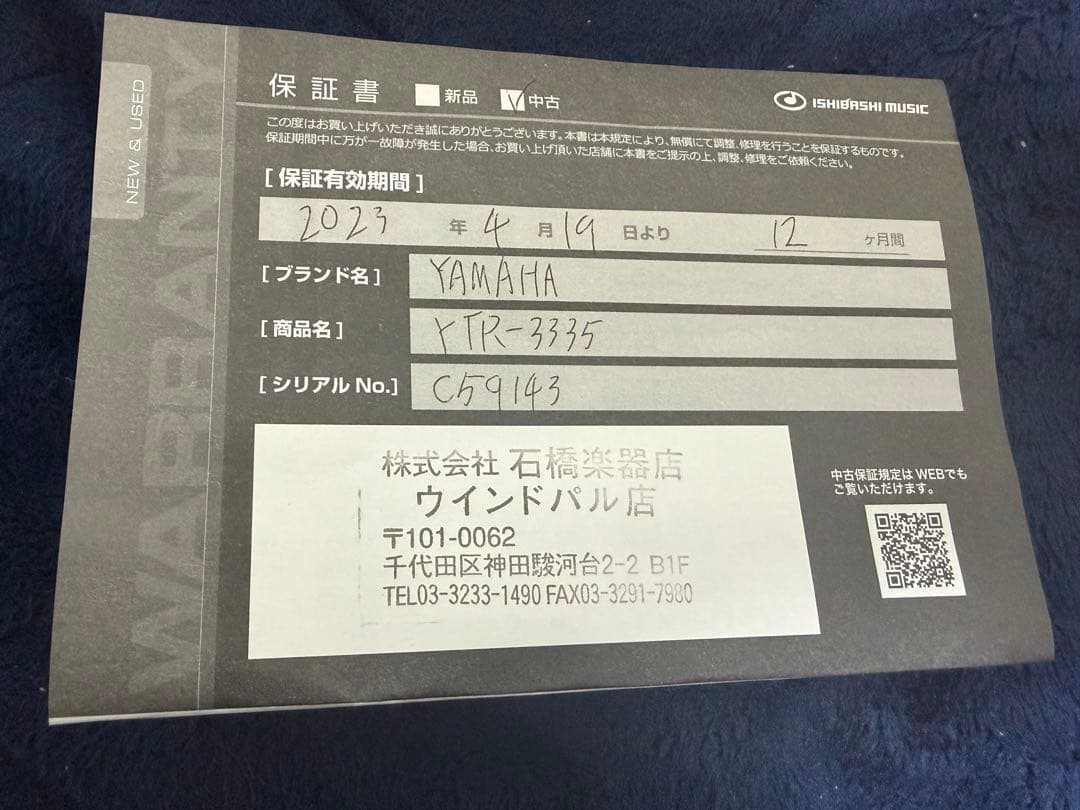 NEW & USED
WARRANTY
保証書 新品 中古
ISHIBASHI MUSIC
この度はお買い上げいただき誠にありがとうございます。本書は本規定により、無償にて調整、修理を行うことを保証するものです。
保証期間中に万が一故障が発生した場合、お買い上げ頂いた店舗に本書をご提示の上、調整、修理をご依頼ください。
[ 保証有効期間 ]
2023 年 4 月 19 日より 12 ヶ月間
[ ブランド名 ] YAMAHA
[ 商品名 ] YTR-3335
[ シリアル No.] C59143
株式会社 石橋楽器店
ウインドパル店
〒101-0062
千代田区神田駿河台2-2 B1F
TEL03-3233-1490 FAX03-3291-7980
中古保証規定は WEBでも
ご覧いただけます。